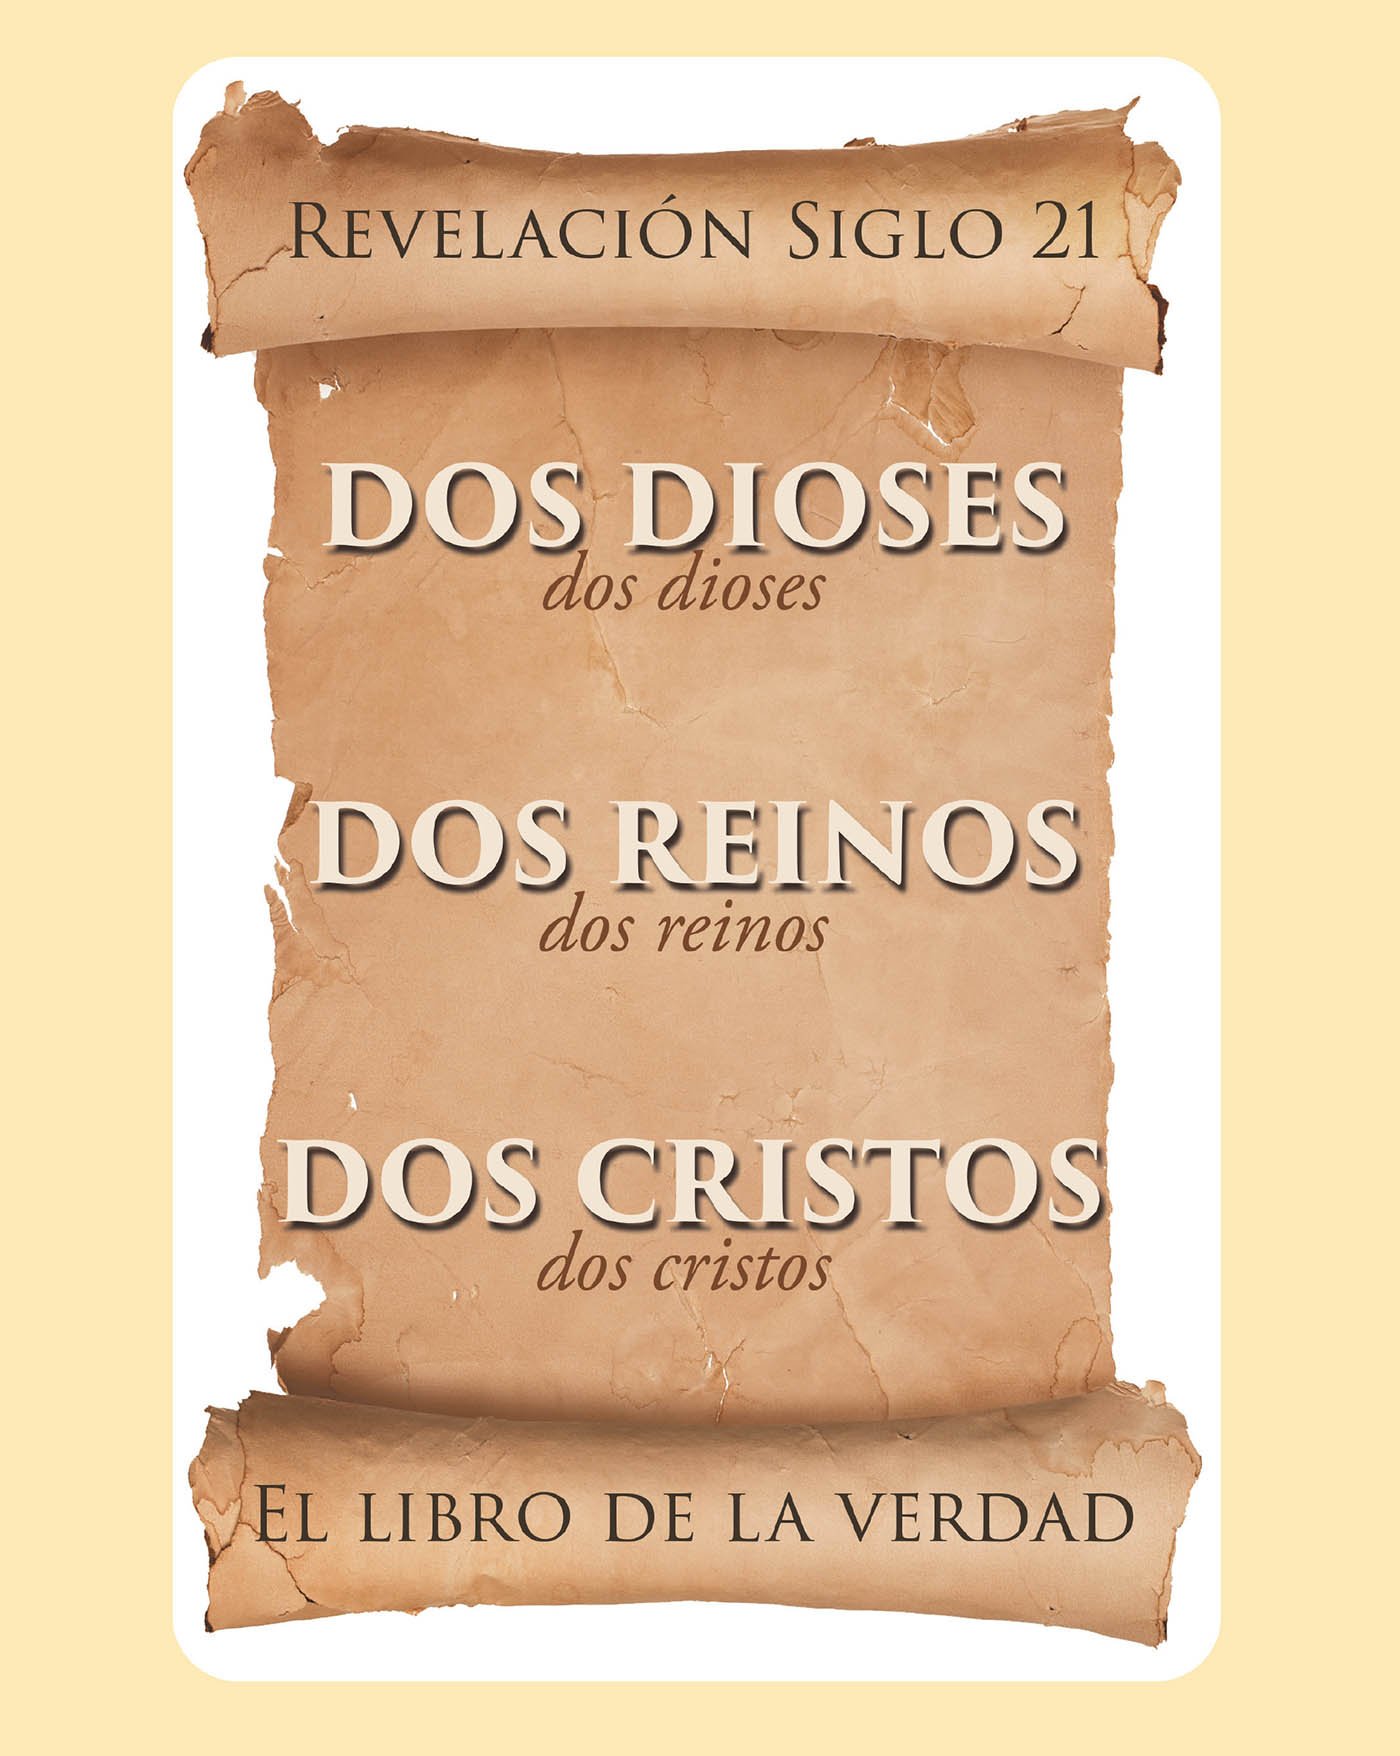 REVELACIÓN SIGLO 21
DOS DIOSES
dos dioses
DOS REINOS
dos reinos
DOS CRISTOS
dos cristos
EL LIBRO DE LA VERDAD